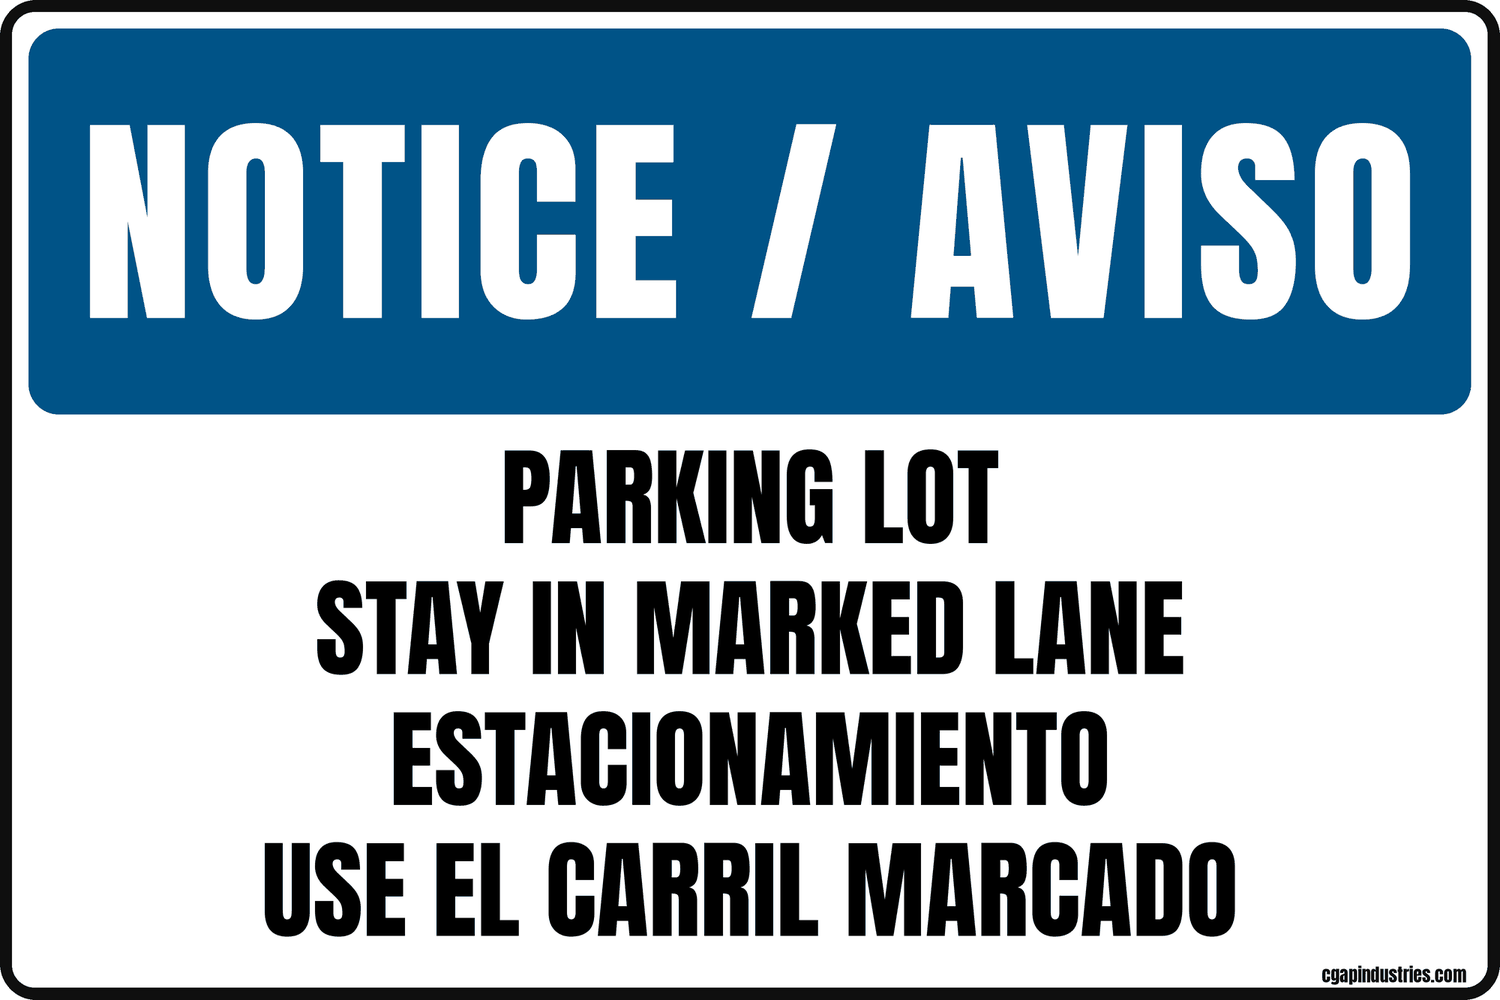 NOTICE / AVISO
PARKING LOT
STAY IN MARKED LANE
ESTACIONAMIENTO
USE EL CARRIL MARCADO
cgapindustries.com